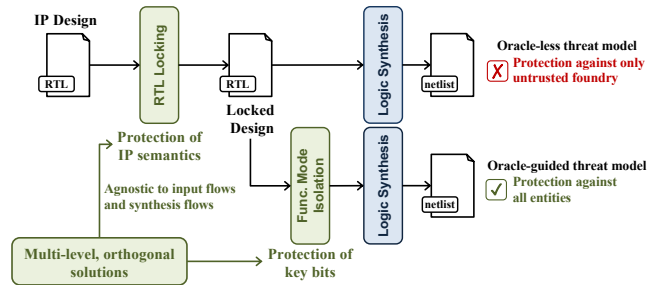 IP Design
RTL
RTL Locking
RTL
Locked
Design
Logic Synthesis
netlist
Oracle-less threat model
✗ Protection against only
untrusted foundry
Protection of
IP semantics
Agnostic to input flows
and synthesis flows
Func. Mode
Isolation
Logic Synthesis
netlist
Oracle-guided threat model
✓ Protection against
all entities
Multi-level, orthogonal
solutions
Protection of
key bits